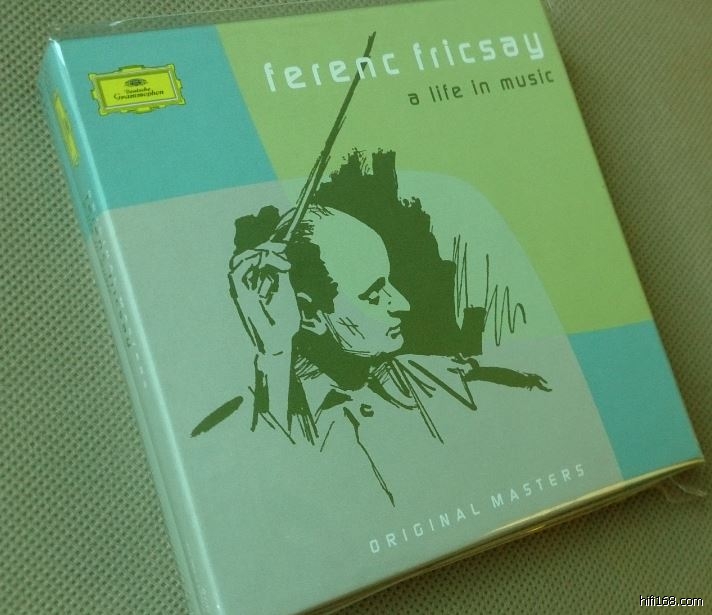 Deutsche
Grammophon
ferenc fricsay
a life in music
ORIGINAL MASTERS
hifi168.com